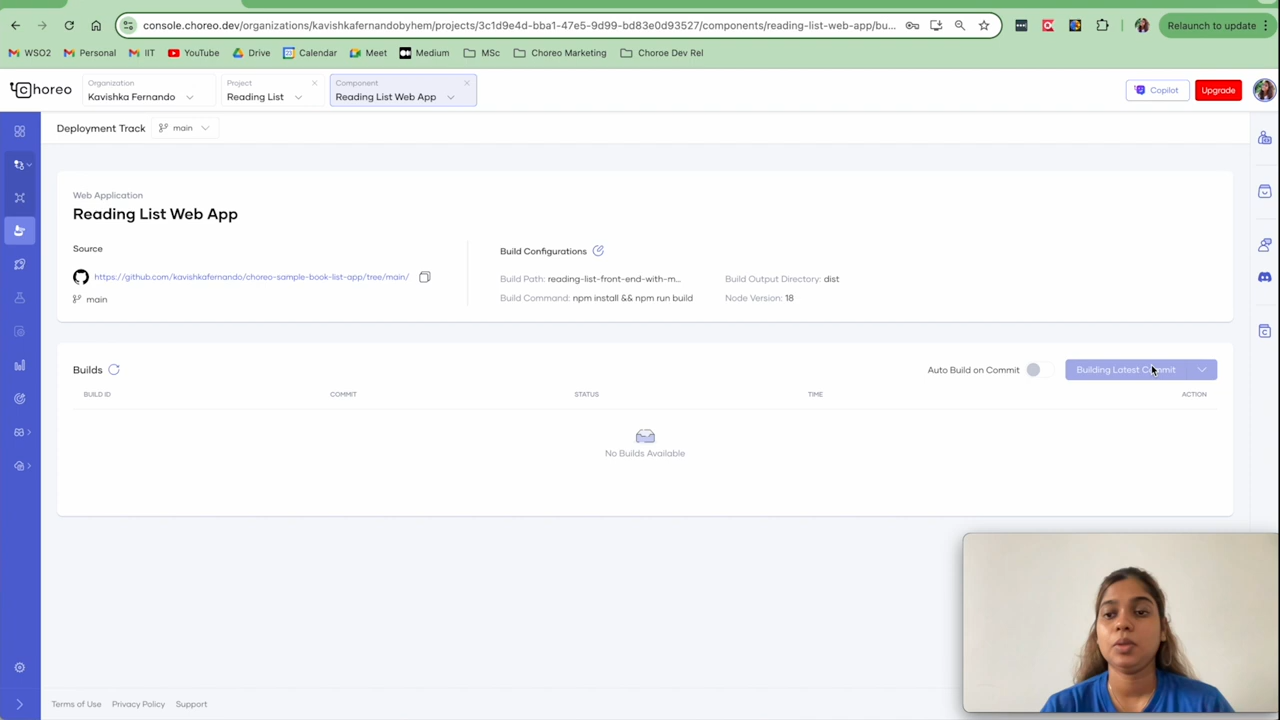 console.choreo.dev/organizations/kavishkafernandobyhem/projects/3c1d9e4d-bba1-47e5-9d99-bd83e0d93527/components/reading-list-web-app/bu...
Relaunch to update
WSO2 Personal IIT YouTube Drive Calendar Meet Medium MSc Choreo Marketing Choroe Dev Rel
Choreo
Organization
Kavishka Fernando
Project
Reading List
Component
Reading List Web App
Copilot
Upgrade
Deployment Track main
Web Application
Reading List Web App
Source
https://github.com/kavishkafernando/choreo-sample-book-list-app/tree/main/
main
Build Configurations
Build Path: reading-list-front-end-with-m...
Build Output Directory: dist
Build Command: npm install && npm run build
Node Version: 18
Builds
Auto Build on Commit
Building Latest Commit
BUILD ID COMMIT STATUS TIME ACTION
No Builds Available
Terms of Use Privacy Policy Support